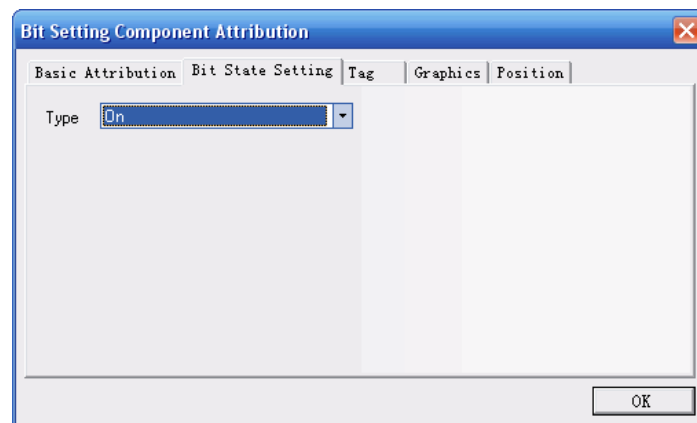 Bit Setting Component Attribution
Basic Attribution Bit State Setting Tag Graphics Position
Type On
OK